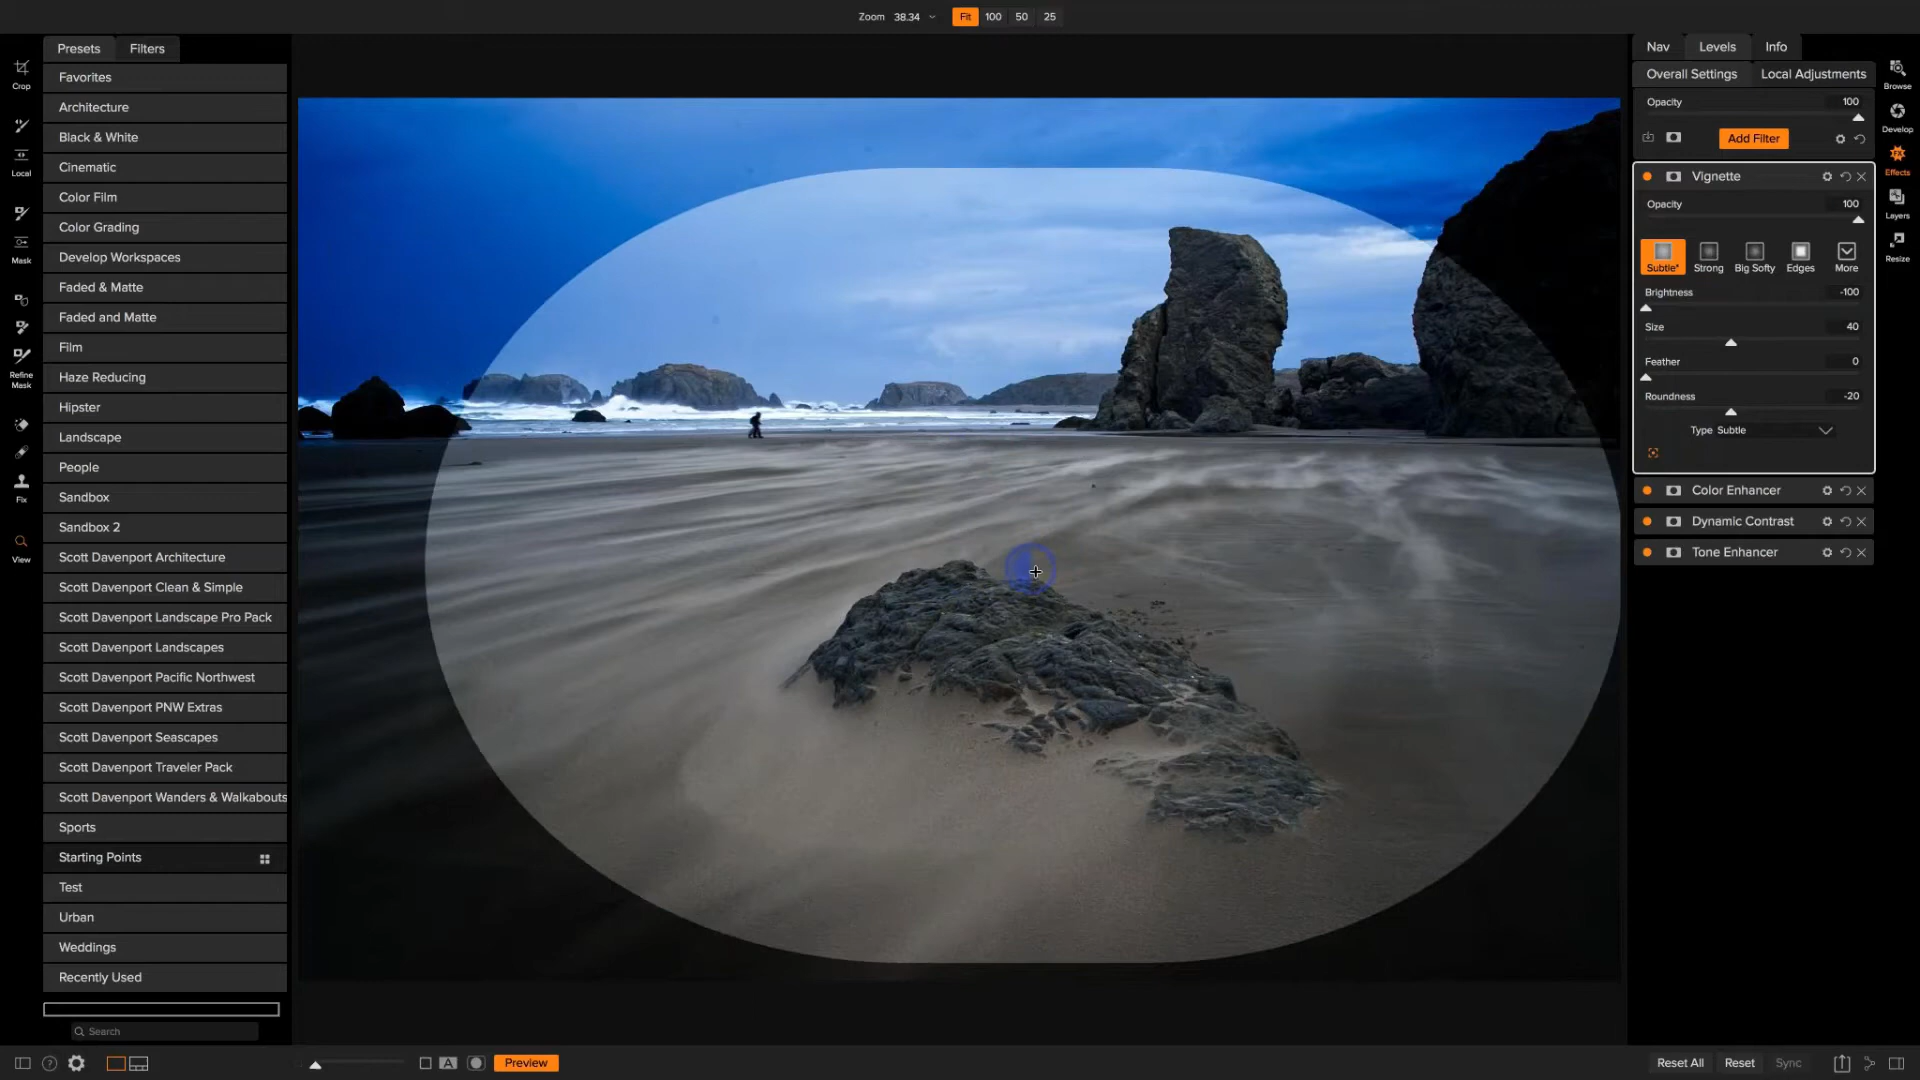 Zoom 38.34 Fit 100 50 25
Presets Filters
Favorites
Architecture
Black & White
Cinematic
Color Film
Color Grading
Develop Workspaces
Faded & Matte
Faded and Matte
Film
Haze Reducing
Hipster
Landscape
People
Sandbox
Sandbox 2
Scott Davenport Architecture
Scott Davenport Clean & Simple
Scott Davenport Landscape Pro Pack
Scott Davenport Landscapes
Scott Davenport Pacific Northwest
Scott Davenport PNW Extras
Scott Davenport Seascapes
Scott Davenport Traveler Pack
Scott Davenport Wanders & Walkabouts
Sports
Starting Points
Test
Urban
Weddings
Recently Used
Search
Crop
Local
Mask
Refine
Mask
Fix
View
Nav Levels Info
Overall Settings Local Adjustments
Opacity 100
Add Filter
Vignette
Opacity 100
Subtle* Strong Big Softy Edges More
Brightness -100
Size 40
Feather 0
Roundness -20
Type Subtle
Color Enhancer
Dynamic Contrast
Tone Enhancer
Browse
Develop
Effects
Layers
Resize
? A Preview
Reset All Reset Sync